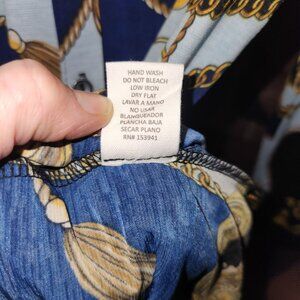 HAND WASH
DO NOT BLEACH
LOW IRON
DRY FLAT
LAVAR A MANO
NO USAR
BLANQUEADOR
PLANCHA BAJA
SECAR PLANO
RN# 153941